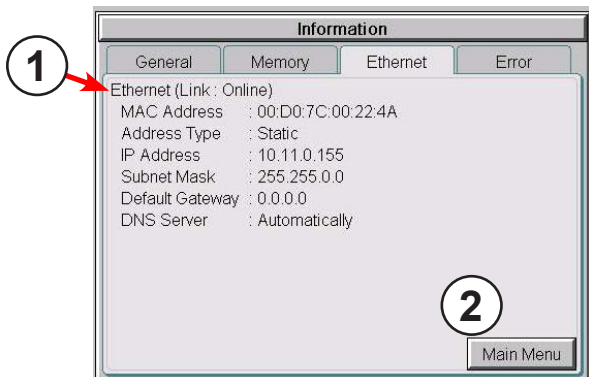 Information
General Memory Ethernet Error
1
Ethernet (Link : Online)
MAC Address : 00:D0:7C:00:22:4A
Address Type : Static
IP Address : 10.11.0.155
Subnet Mask : 255.255.0.0
Default Gateway : 0.0.0.0
DNS Server : Automatically
2
Main Menu